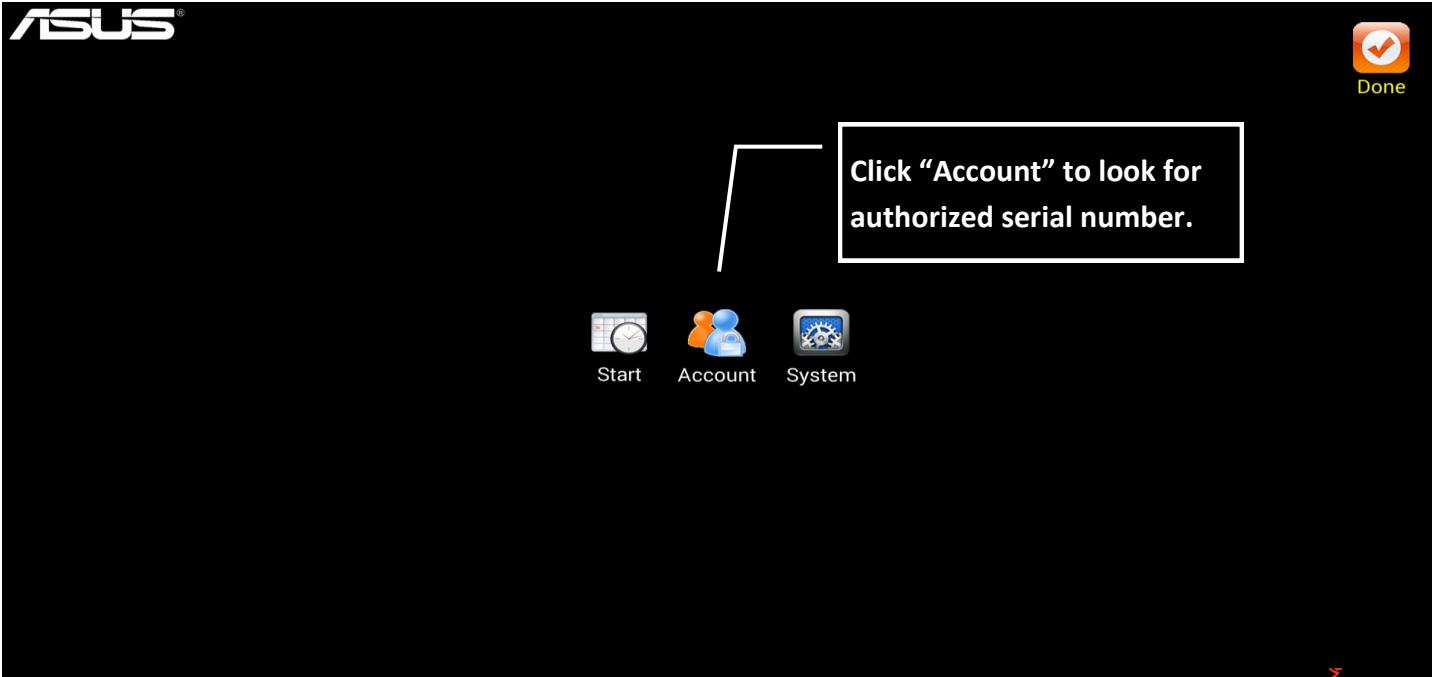 ASUS®
Done
Click “Account” to look for
authorized serial number.
Start Account System